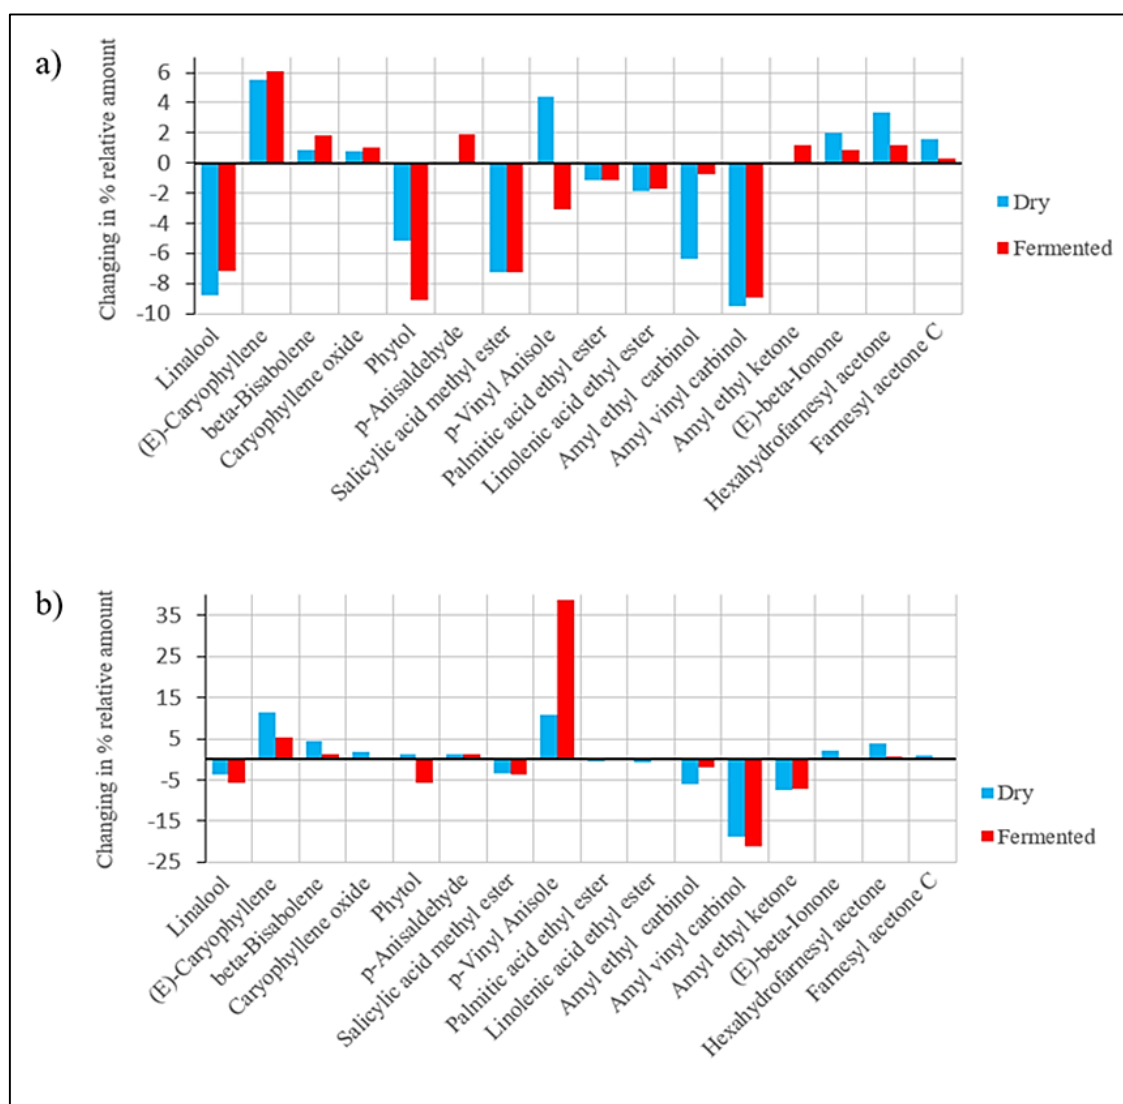 a)
Changing in % relative amount
6
4
2
0
-2
-4
-6
-8
-10
Linalool
(E)-Caryophyllene
beta-Bisabolene
Caryophyllene oxide
Phytol
p-Anisaldehyde
Salicylic acid methyl ester
p-Vinyl Anisole
Palmitic acid ethyl ester
Linolenic acid ethyl ester
Amyl ethyl carbinol
Amyl vinyl carbinol
Amyl ethyl ketone
(E)-beta-Ionone
Hexahydrofarnesyl acetone
Farnesyl acetone C
Dry
Fermented
b)
Changing in % relative amount
35
25
15
5
-5
-15
-25
Linalool
(E)-Caryophyllene
beta-Bisabolene
Caryophyllene oxide
Phytol
p-Anisaldehyde
Salicylic acid methyl ester
p-Vinyl Anisole
Palmitic acid ethyl ester
Linolenic acid ethyl ester
Amyl ethyl carbinol
Amyl vinyl carbinol
Amyl ethyl ketone
(E)-beta-Ionone
Hexahydrofarnesyl acetone
Farnesyl acetone C
Dry
Fermented